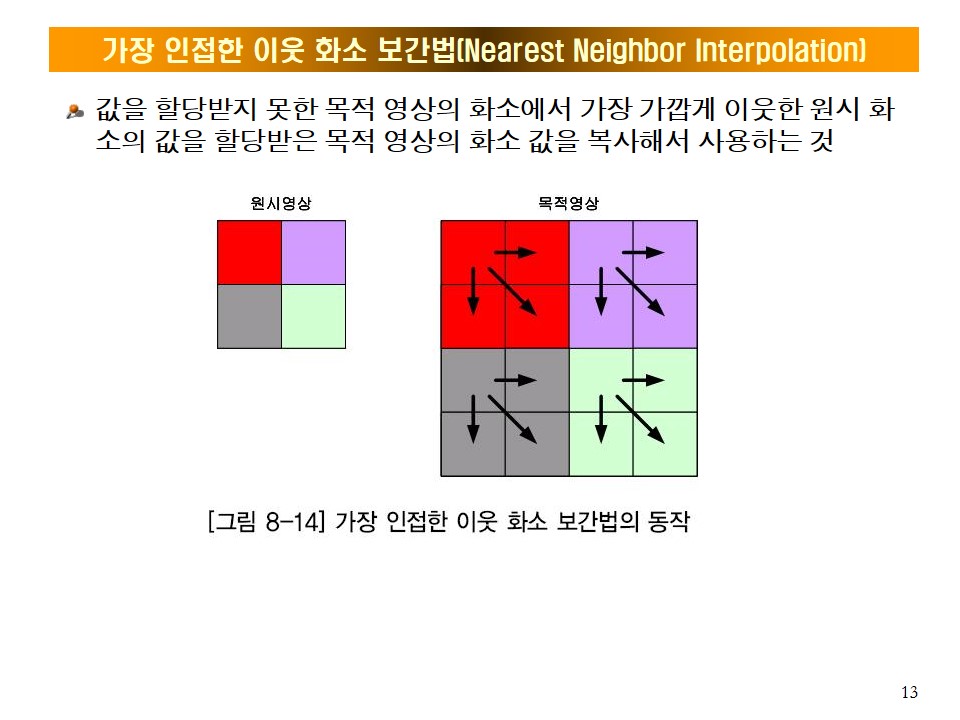 가장 인접한 이웃 화소 보간법(Nearest Neighbor Interpolation)
값을 할당받지 못한 목적 영상의 화소에서 가장 가깝게 이웃한 원시 화
소의 값을 할당받은 목적 영상의 화소 값을 복사해서 사용하는 것
원시영상 목적영상
[그림 8-14] 가장 인접한 이웃 화소 보간법의 동작
13